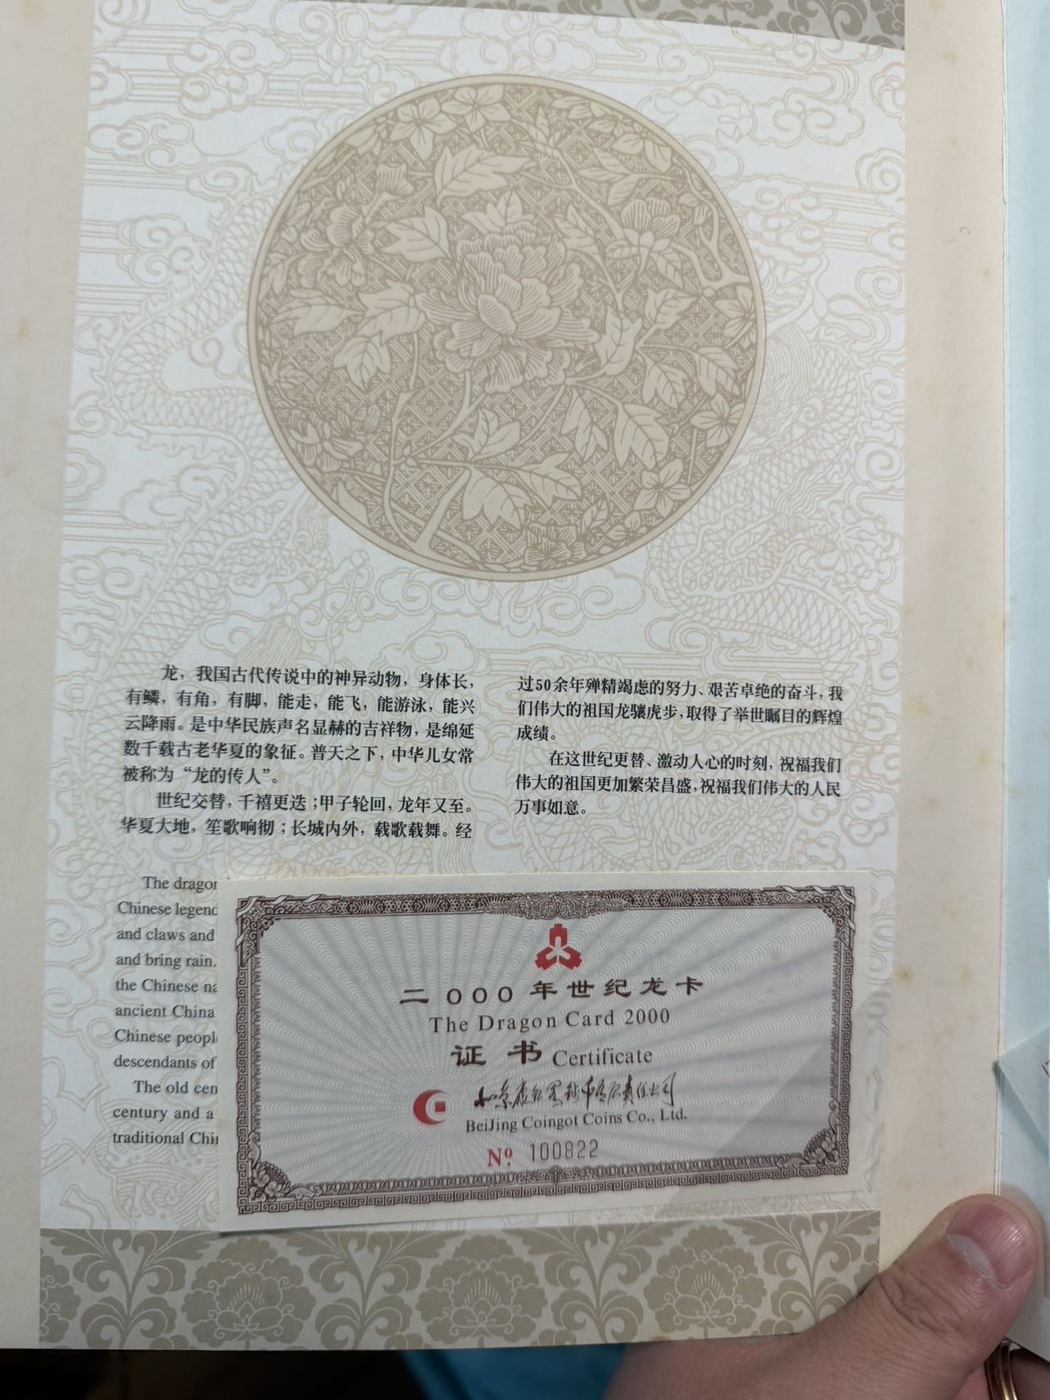 龙，我国古代传说中的神异动物，身体长，
有鳞，有角，有脚，能走，能飞，能游泳，能兴
云降雨。是中华民族声名显赫的吉祥物，是绵延
数千载古老华夏的象征。普天之下，中华儿女常
被称为“龙的传人”。
世纪交替，千禧更迭；甲子轮回，龙年又至。
华夏大地，笙歌响彻；长城内外，载歌载舞。经
过50余年殚精竭虑的努力、艰苦卓绝的奋斗，我
们伟大的祖国龙骧虎步，取得了举世瞩目的辉煌
成绩。
在这世纪更替、激动人心的时刻，祝福我们
伟大的祖国更加繁荣昌盛，祝福我们伟大的人民
万事如意。
The dragon
Chinese legend
and claws and
and bring rain.
the Chinese na
ancient China
Chinese peopl
descendants of
The old cen
century and a
traditional Chi
二000年世纪龙卡
The Dragon Card 2000
证书 Certificate
BeiJing Coingot Coins Co., Ltd.
Nº 100822